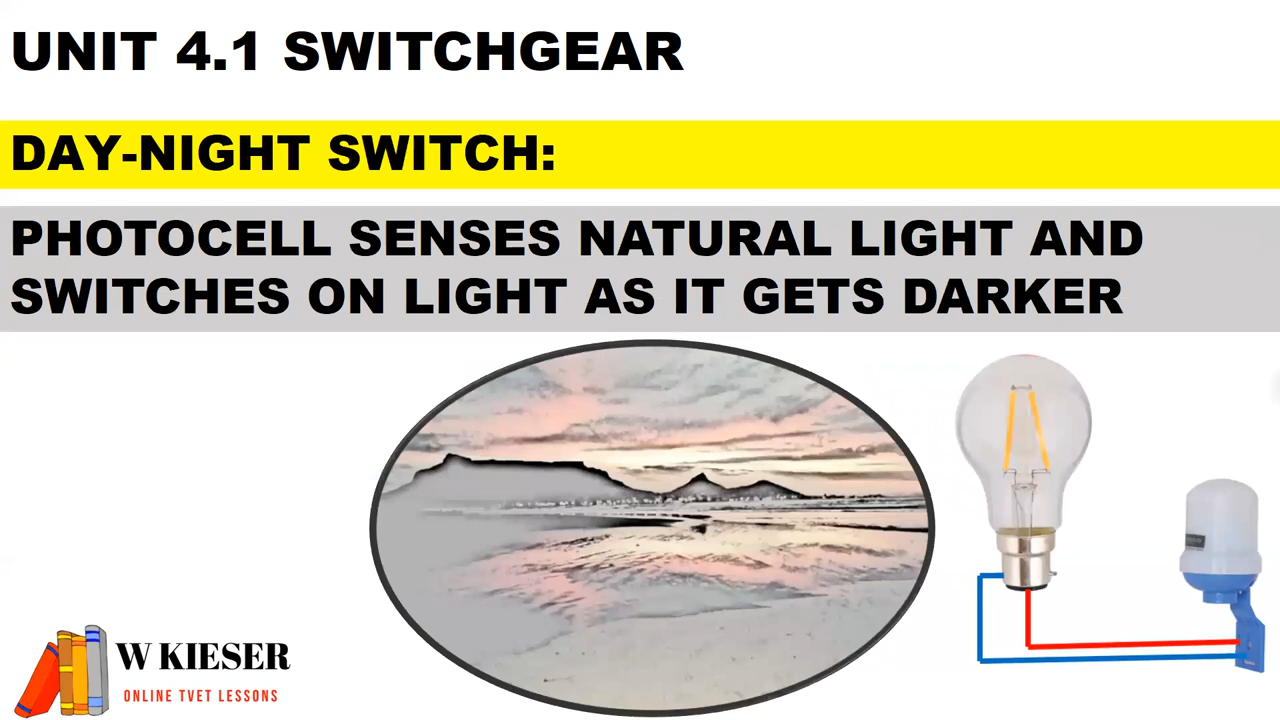 UNIT 4.1 SWITCHGEAR
DAY-NIGHT SWITCH:
PHOTOCELL SENSES NATURAL LIGHT AND
SWITCHES ON LIGHT AS IT GETS DARKER
W KIESER
ONLINE TVET LESSONS